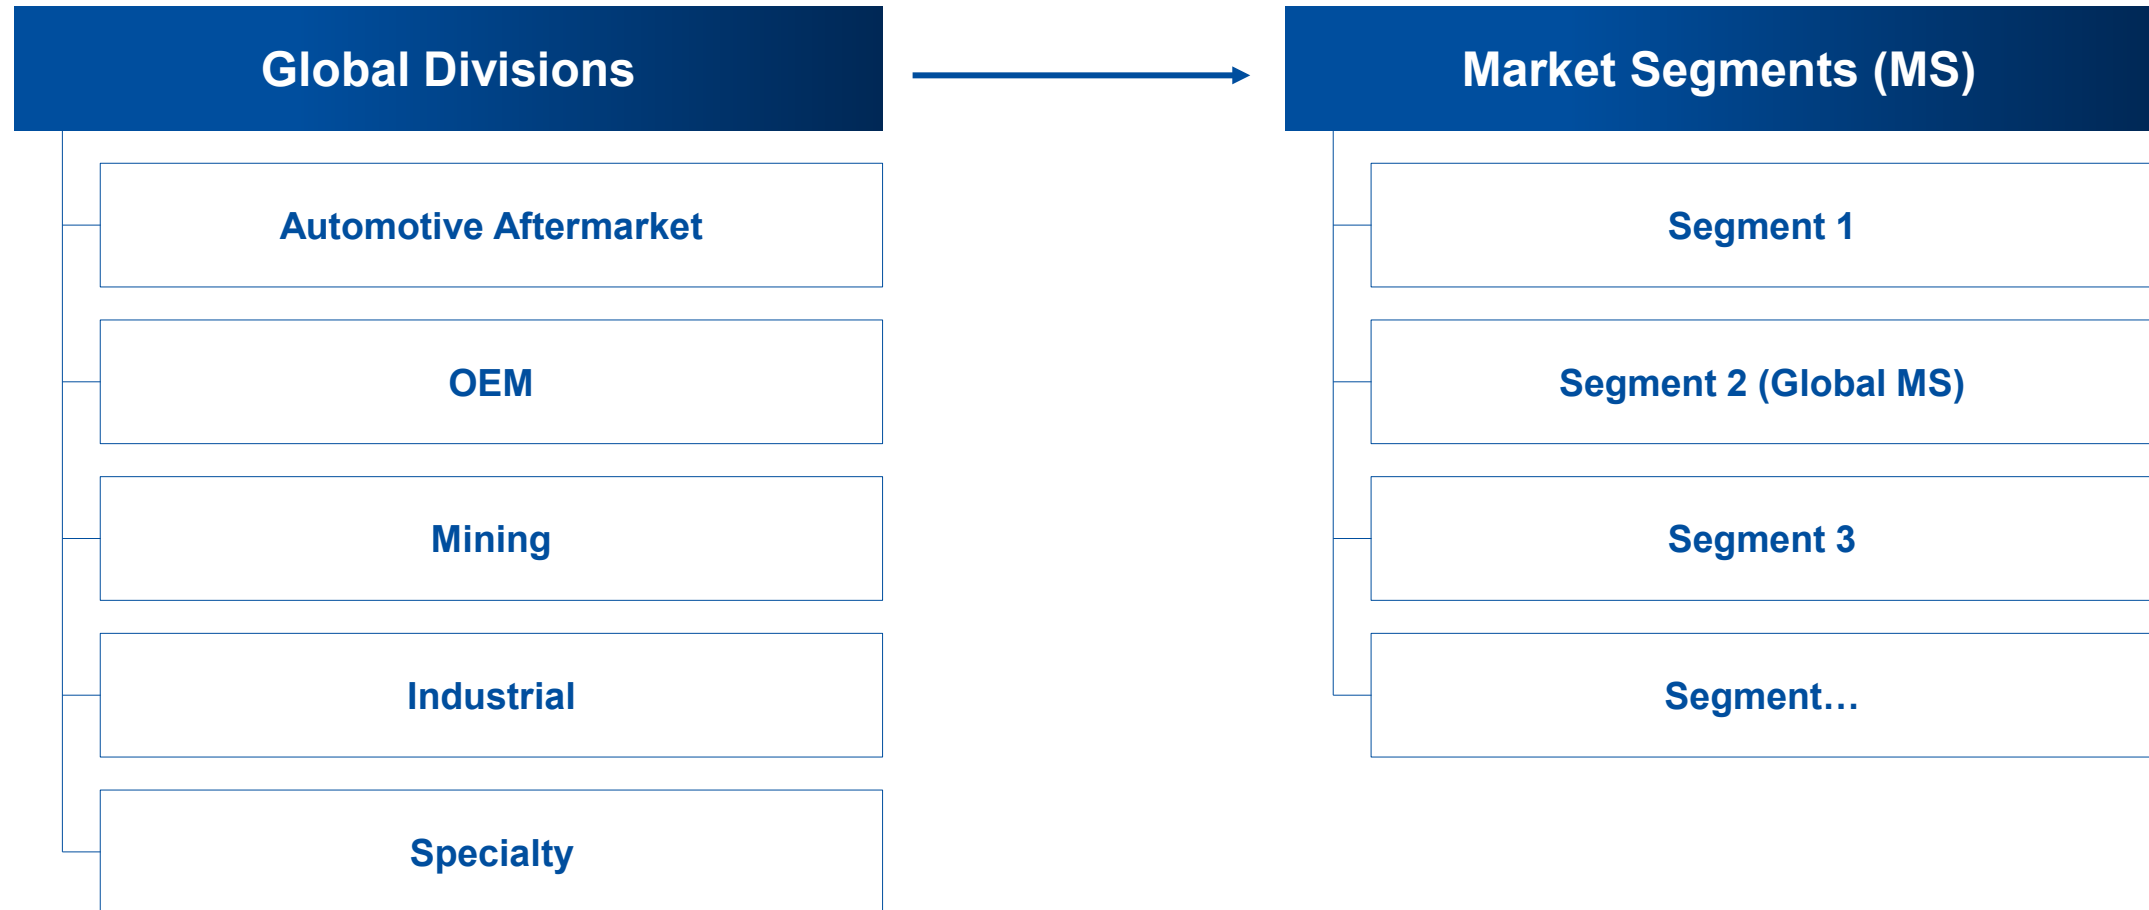 Global Divisions
Automotive Aftermarket
OEM
Mining
Industrial
Specialty
Market Segments (MS)
Segment 1
Segment 2 (Global MS)
Segment 3
Segment…